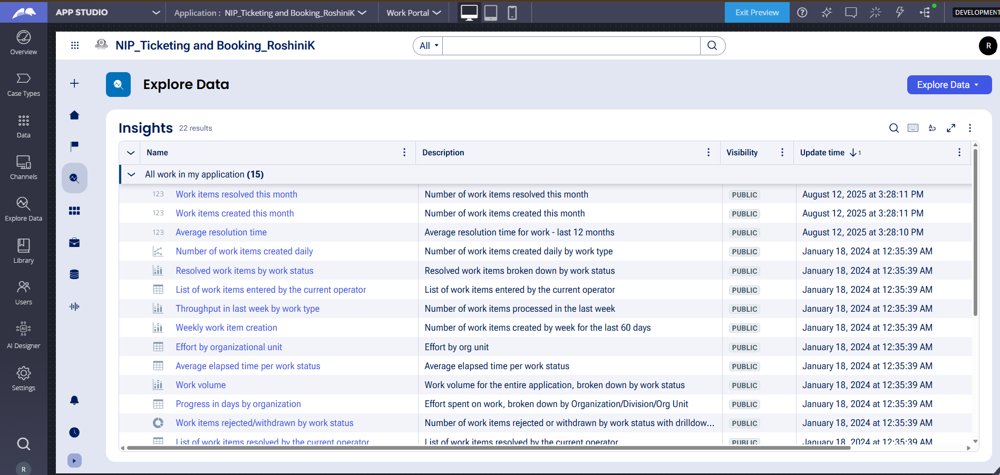 APP STUDIO
Application : NIP_Ticketing and Booking_RoshiniK
Work Portal
Exit Preview
DEVELOPMENT
Overview
Case Types
Data
Channels
Explore Data
Library
Users
AI Designer
Settings
R
NIP_Ticketing and Booking_RoshiniK
All
R
Explore Data
Explore Data
Insights 22 results
Name Description Visibility Update time 1
All work in my application (15)
123 Work items resolved this month Number of work items resolved this month PUBLIC August 12, 2025 at 3:28:11 PM
123 Work items created this month Number of work items created this month PUBLIC August 12, 2025 at 3:28:11 PM
123 Average resolution time Average resolution time for work - last 12 months PUBLIC August 12, 2025 at 3:28:10 PM
Number of work items created daily Number of work items created daily by work type PUBLIC January 18, 2024 at 12:35:39 AM
Resolved work items by work status Resolved work items broken down by work status PUBLIC January 18, 2024 at 12:35:39 AM
List of work items entered by the current operator List of work items entered by the current operator PUBLIC January 18, 2024 at 12:35:39 AM
Throughput in last week by work type Number of work items processed in the last week PUBLIC January 18, 2024 at 12:35:39 AM
Weekly work item creation Number of work items created by week for the last 60 days PUBLIC January 18, 2024 at 12:35:39 AM
Effort by organizational unit Effort by org unit PUBLIC January 18, 2024 at 12:35:39 AM
Average elapsed time per work status Average elapsed time per work status PUBLIC January 18, 2024 at 12:35:39 AM
Work volume Work volume for the entire application, broken down by work status PUBLIC January 18, 2024 at 12:35:39 AM
Progress in days by organization Effort spent on work, broken down by Organization/Division/Org Unit PUBLIC January 18, 2024 at 12:35:39 AM
Work items rejected/withdrawn by work status Number of work items rejected or withdrawn by work status with drilldow... PUBLIC January 18, 2024 at 12:35:39 AM
List of work items resolved by the current operator List of work items resolved by the current operator PUBLIC January 18, 2024 at 12:35:39 AM